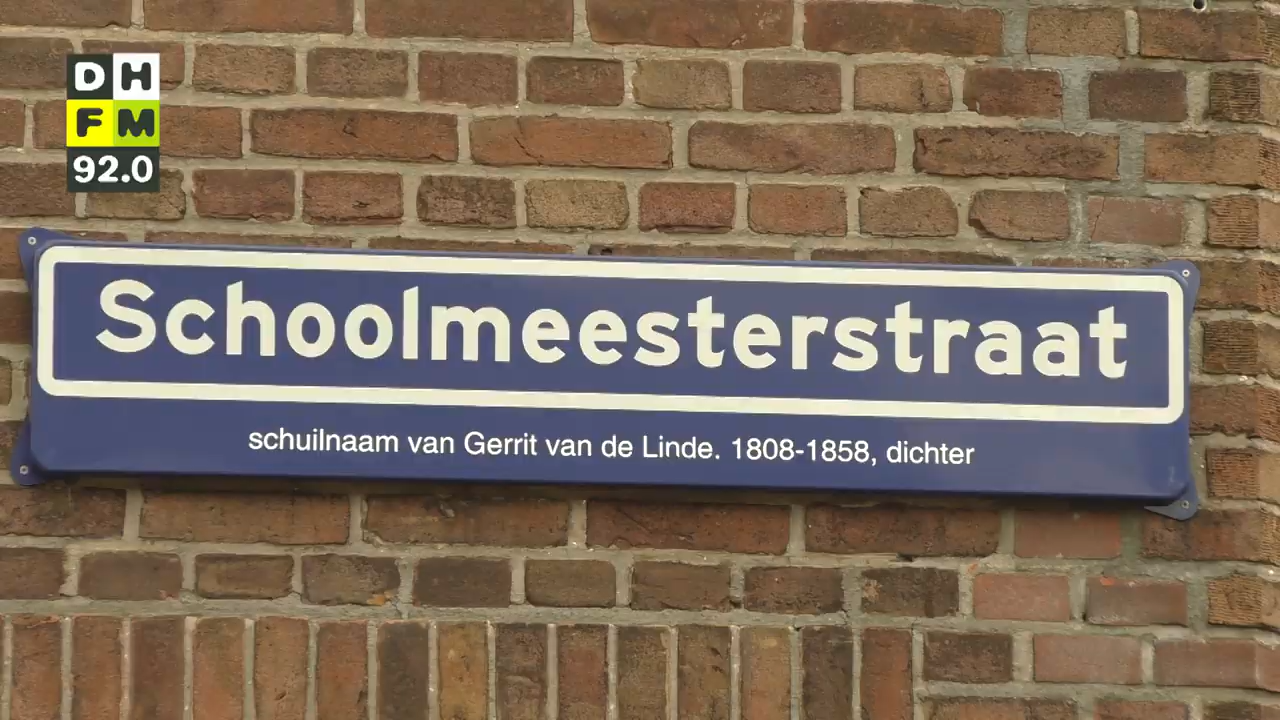 DH
FM
92.0
Schoolmeesterstraat
schuilnaam van Gerrit van de Linde. 1808-1858, dichter